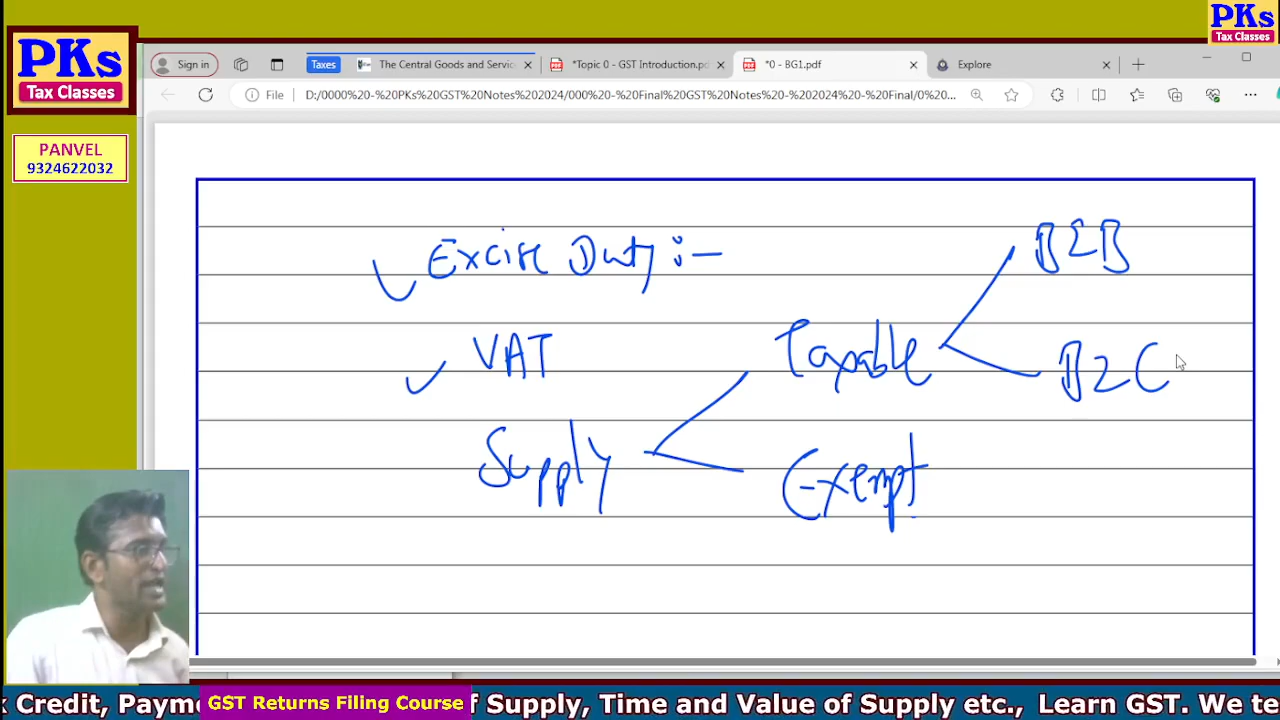 PKs
Tax Classes
PKs
Tax Classes
PANVEL
9324622032
Sign in
Taxes
The Central Goods and Servic
*Topic 0 - GST Introduction.pd
*0 - BG1.pdf
Explore
File
D:/0000%20-%20PKs%20GST%20Notes%202024/000%20-%20Final%20GST%20Notes%20-%202024%20-%20Final/0%20...
Excise Duty :-
B2B
VAT
Taxable
B2C
Supply
Exempt
x Credit, Payme
GST Returns Filing Course
of Supply, Time and Value of Supply etc., Learn GST. We te